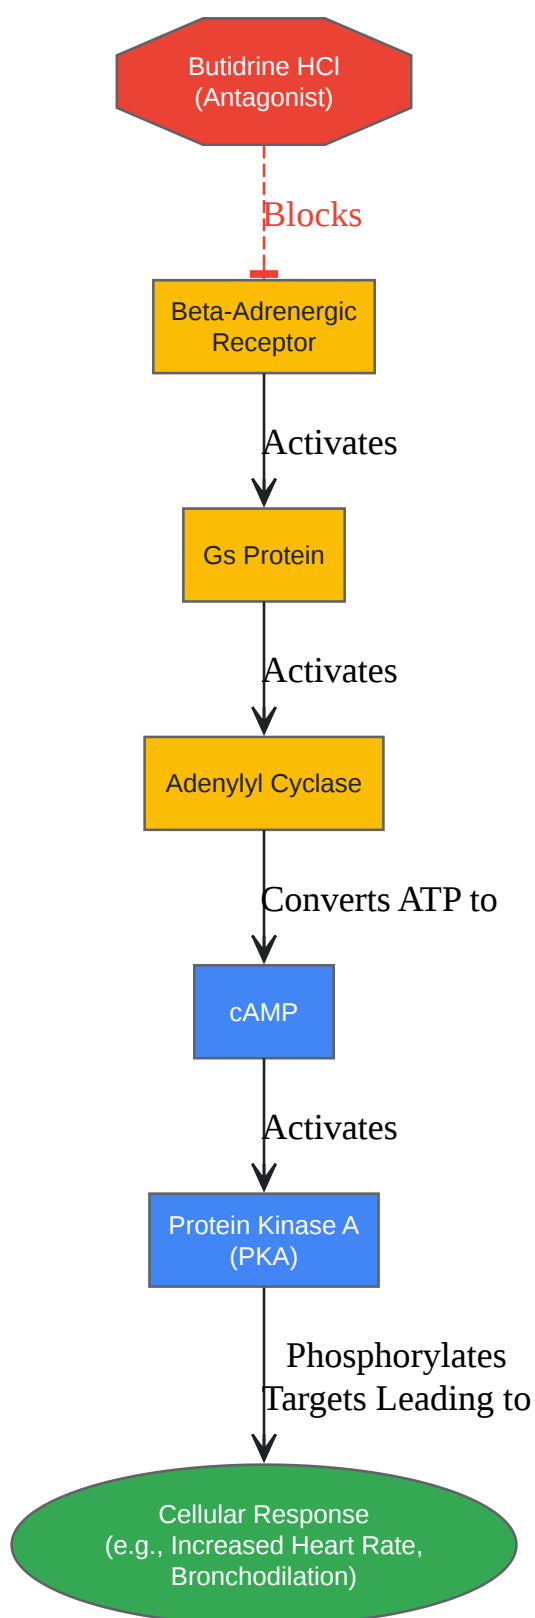 Butidrine HCl
(Antagonist)
Blocks
Beta-Adrenergic
Receptor
Activates
Gs Protein
Activates
Adenylyl Cyclase
Converts ATP to
cAMP
Activates
Protein Kinase A
(PKA)
Phosphorylates
Targets Leading to
Cellular Response
(e.g., Increased Heart Rate,
Bronchodilation)